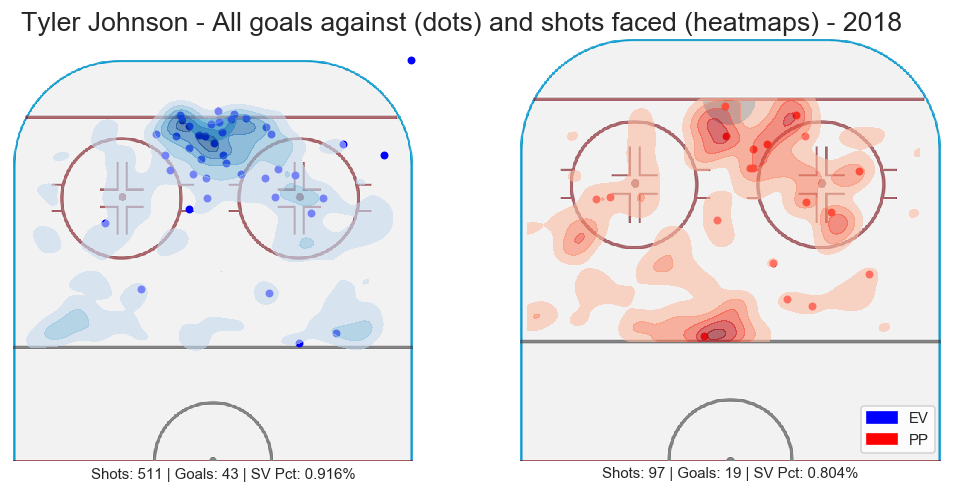 Tyler Johnson - All goals against (dots) and shots faced (heatmaps) - 2018
EV
PP
Shots: 511 | Goals: 43 | SV Pct: 0.916%
Shots: 97 | Goals: 19 | SV Pct: 0.804%